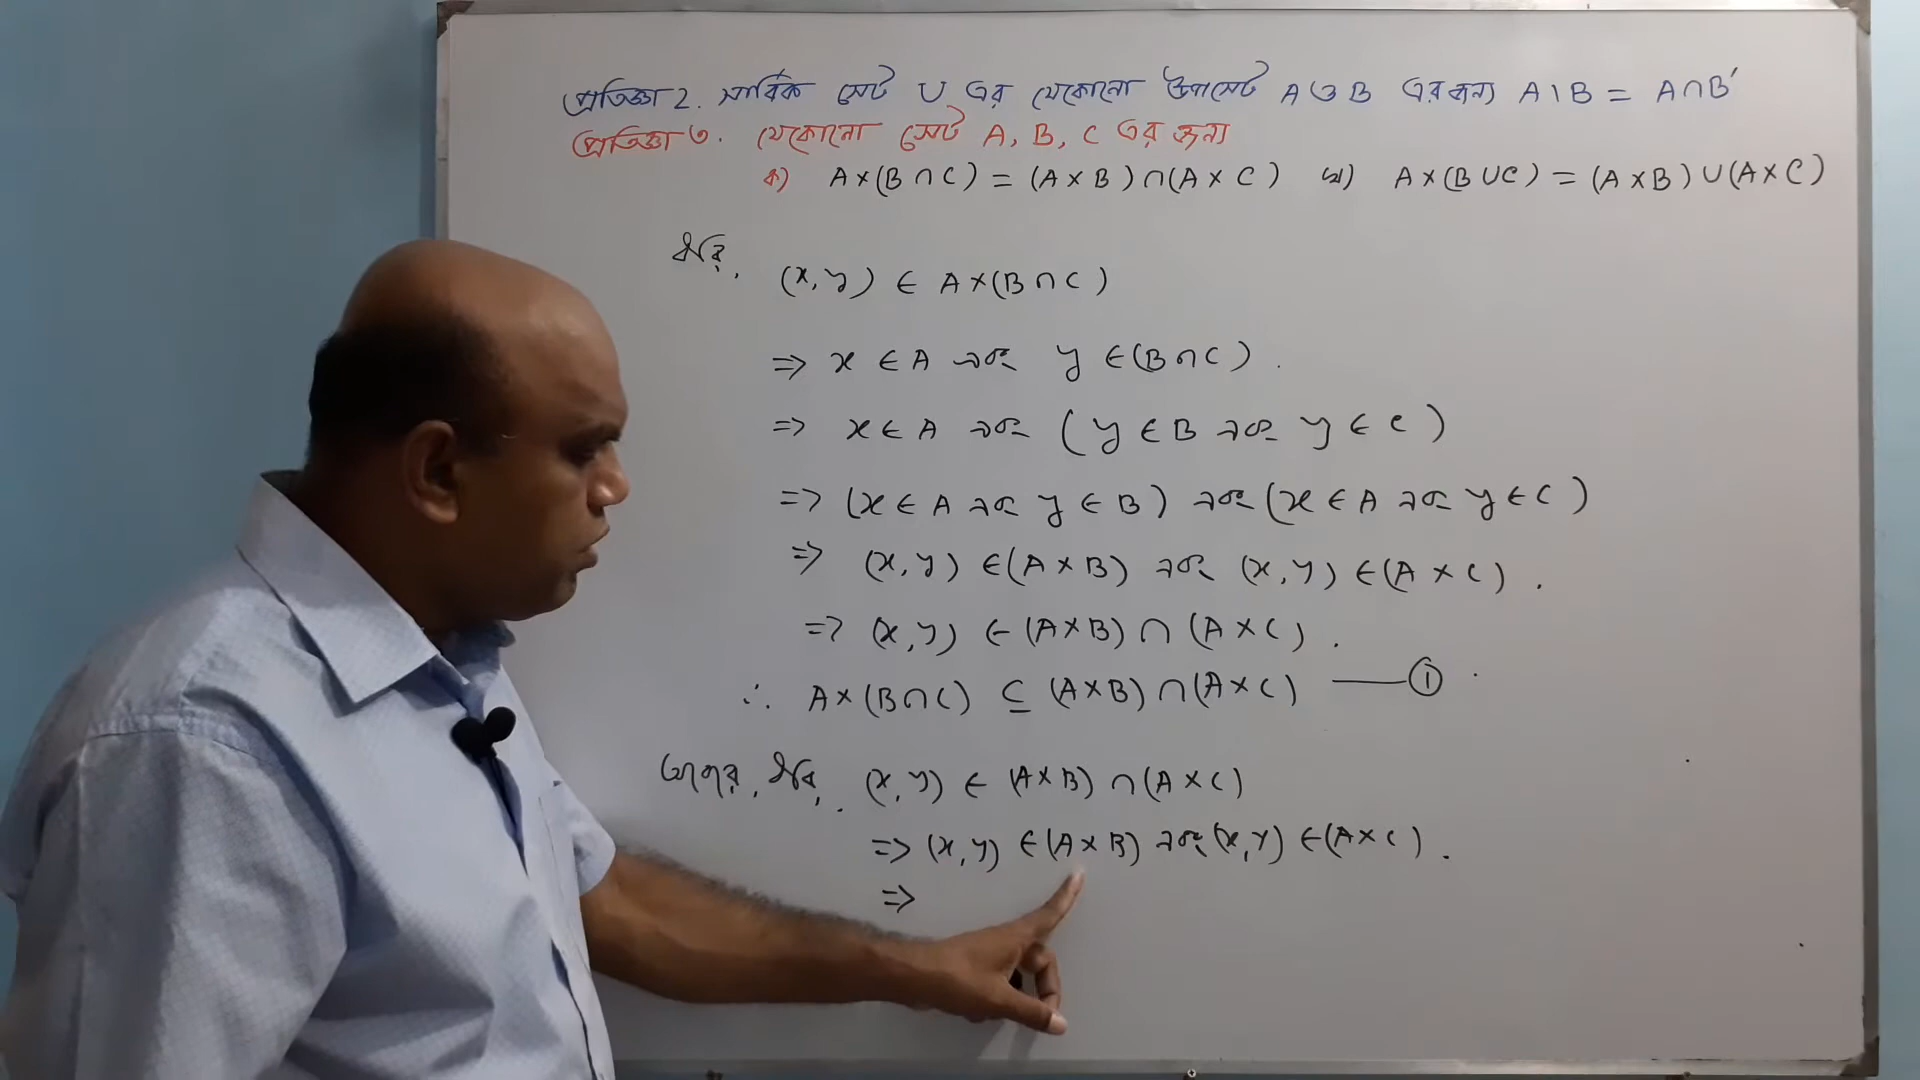 প্রতিজ্ঞা 2. সার্বিক সেট U এর যেকোনো উপসেট A ও B এর জন্য A \ B = A ∩ B′
প্রতিজ্ঞা ৩. যেকোনো সেট A, B, C এর জন্য
ক) A × (B ∩ C) = (A × B) ∩ (A × C) খ) A × (B ∪ C) = (A × B) ∪ (A × C)
ধরি, (x, y) ∈ A × (B ∩ C)
⇒ x ∈ A এবং y ∈ (B ∩ C) .
⇒ x ∈ A এবং (y ∈ B এবং y ∈ C)
⇒ (x ∈ A এবং y ∈ B) এবং (x ∈ A এবং y ∈ C)
⇒ (x, y) ∈ (A × B) এবং (x, y) ∈ (A × C) .
⇒ (x, y) ∈ (A × B) ∩ (A × C) .
∴ A × (B ∩ C) ⊆ (A × B) ∩ (A × C) —— ①
আবার, ধরি, (x, y) ∈ (A × B) ∩ (A × C)
⇒ (x, y) ∈ (A × B) এবং (x, y) ∈ (A × C) .
⇒